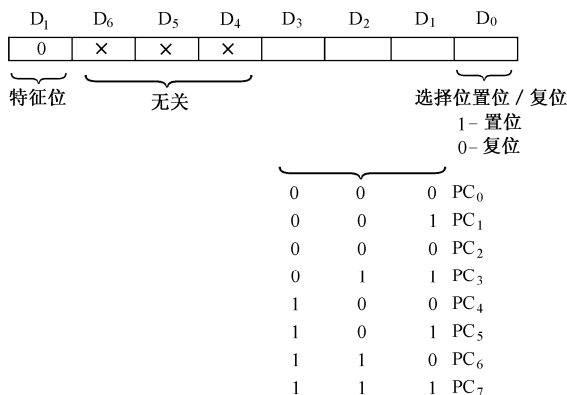 D₁ D₆ D₅ D₄ D₃ D₂ D₁ D₀
0 × × ×
特征位 无关 选择位置位/复位
1-置位
0-复位
0 0 0 PC₀
0 0 1 PC₁
0 0 0 PC₂
0 1 1 PC₃
1 0 0 PC₄
1 0 1 PC₅
1 1 0 PC₆
1 1 1 PC₇